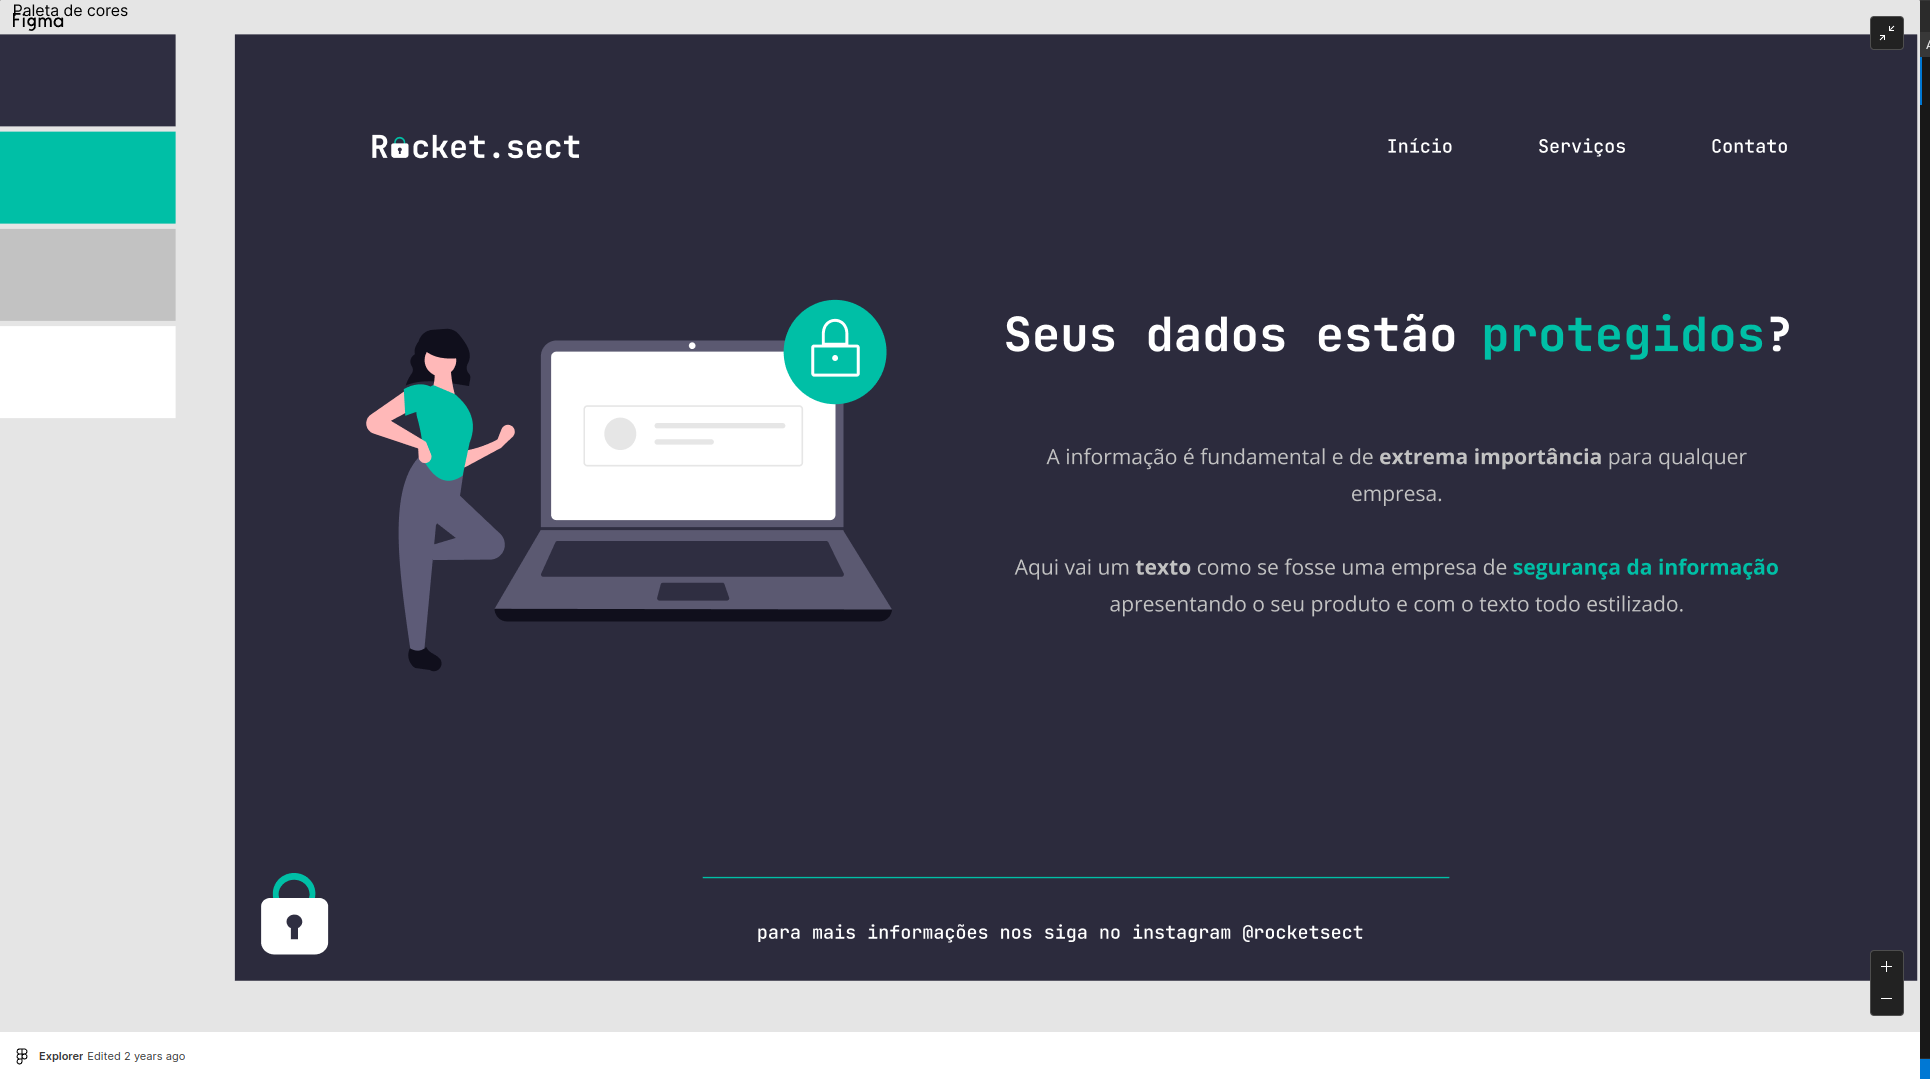 Paleta de cores
Figma
Rocket.sect
Início Serviços Contato
Seus dados estão protegidos?
A informação é fundamental e de extrema importância para qualquer
empresa.
Aqui vai um texto como se fosse uma empresa de segurança da informação
apresentando o seu produto e com o texto todo estilizado.
para mais informações nos siga no instagram @rocketsect
Explorer Edited 2 years ago